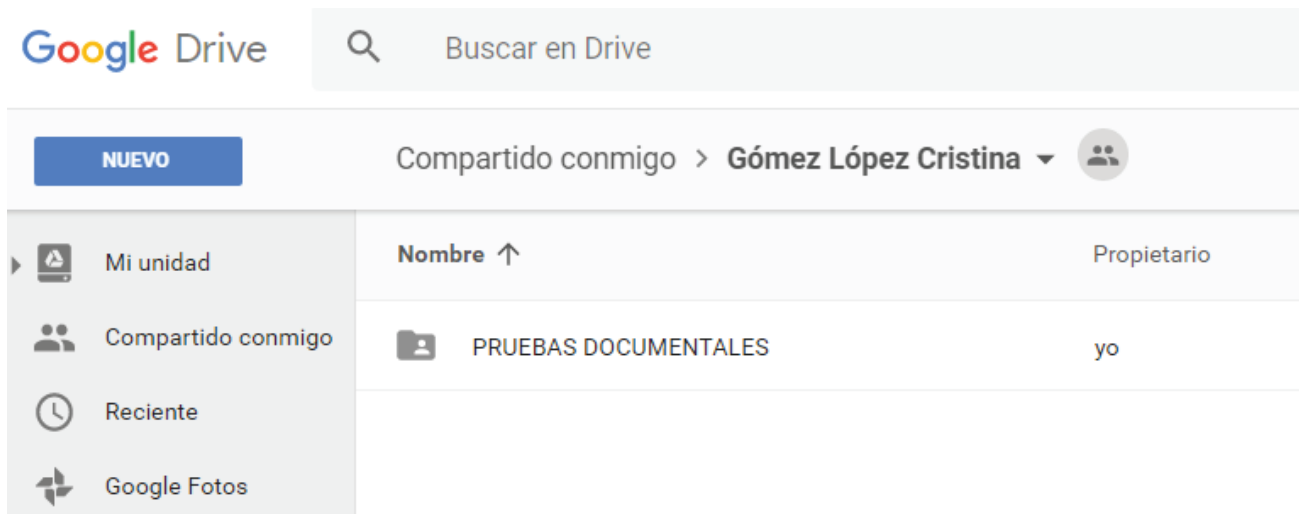 Google Drive
Buscar en Drive
NUEVO
Compartido conmigo > Gómez López Cristina
Mi unidad
Compartido conmigo
Reciente
Google Fotos
Nombre ↑
Propietario
PRUEBAS DOCUMENTALES
yo